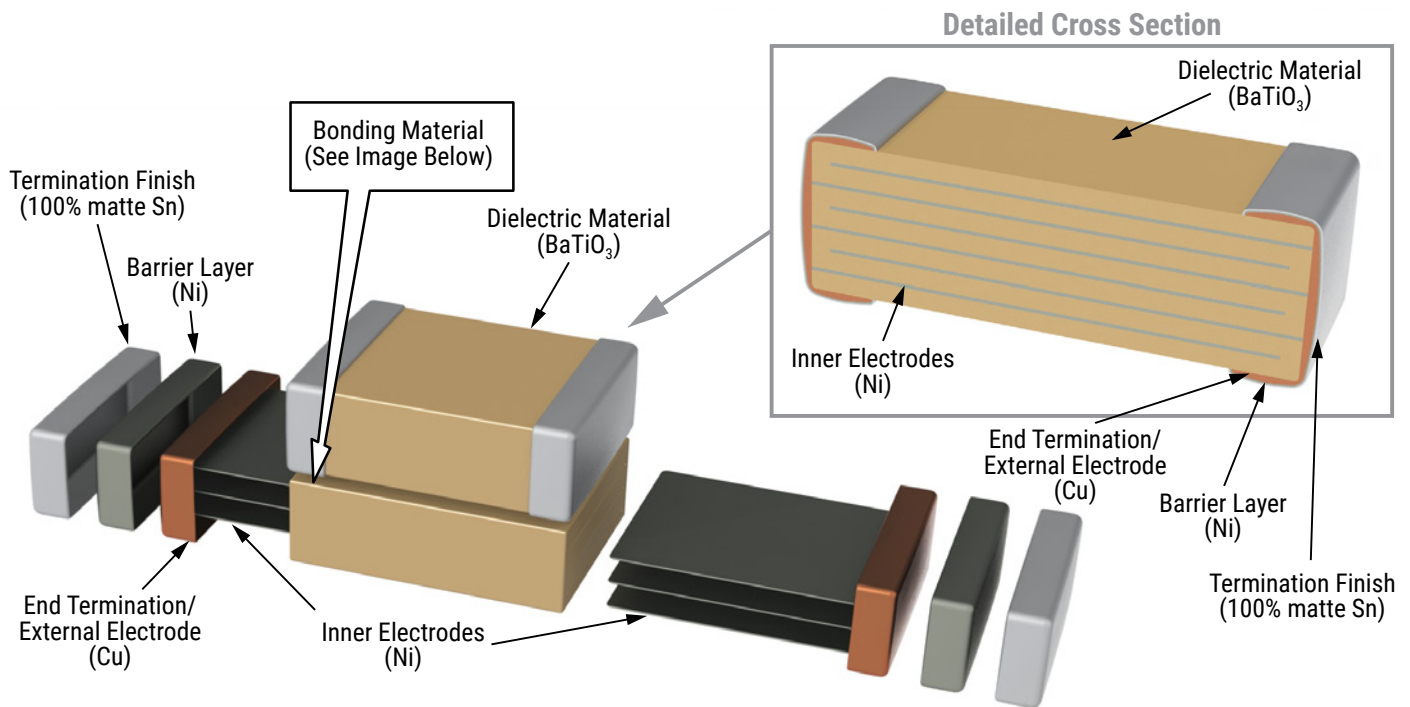 Detailed Cross Section
Dielectric Material
(BaTiO₃)
Bonding Material
(See Image Below)
Termination Finish
(100% matte Sn)
Dielectric Material
(BaTiO₃)
Barrier Layer
(Ni)
Inner Electrodes
(Ni)
End Termination/
External Electrode
(Cu)
Barrier Layer
(Ni)
Termination Finish
(100% matte Sn)
End Termination/
External Electrode
(Cu)
Inner Electrodes
(Ni)